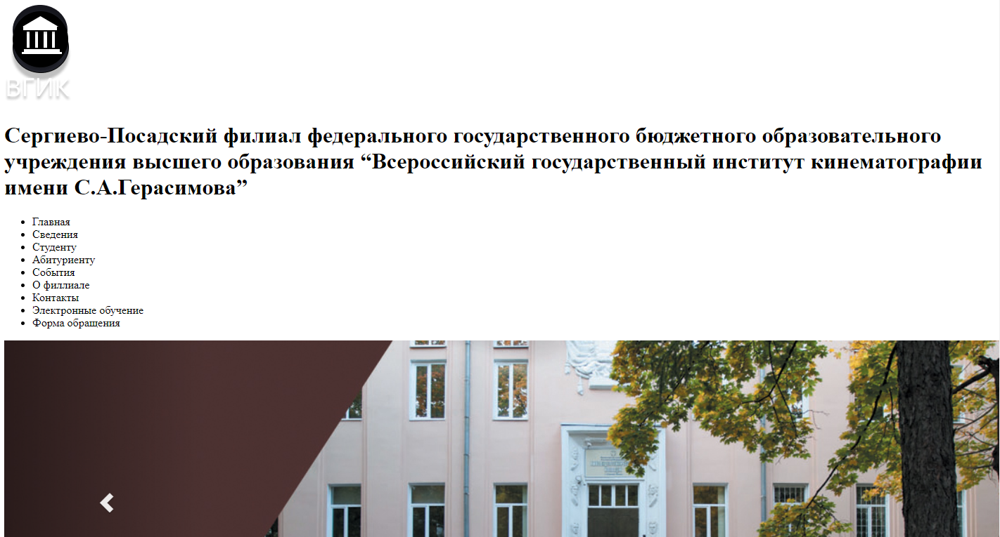 ВГИК
Сергиево-Посадский филиал федерального государственного бюджетного образовательного
учреждения высшего образования “Всероссийский государственный институт кинематографии
имени С.А.Герасимова”
Главная
Сведения
Студенту
Абитуриенту
События
О филлиале
Контакты
Электронные обучение
Форма обращения